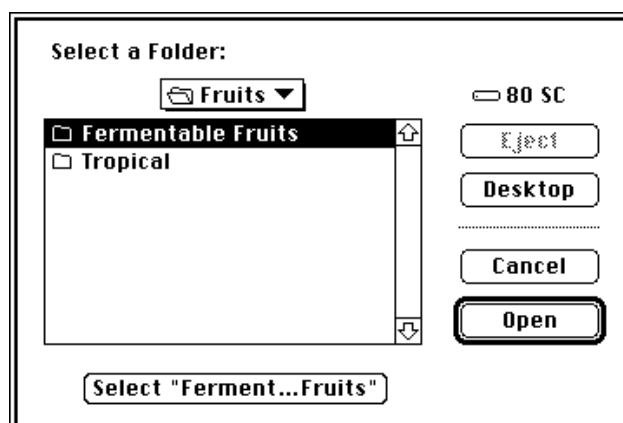 Select a Folder:
Fruits
80 SC
Fermentable Fruits
Tropical
Eject
Desktop
Cancel
Open
Select "Ferment...Fruits"